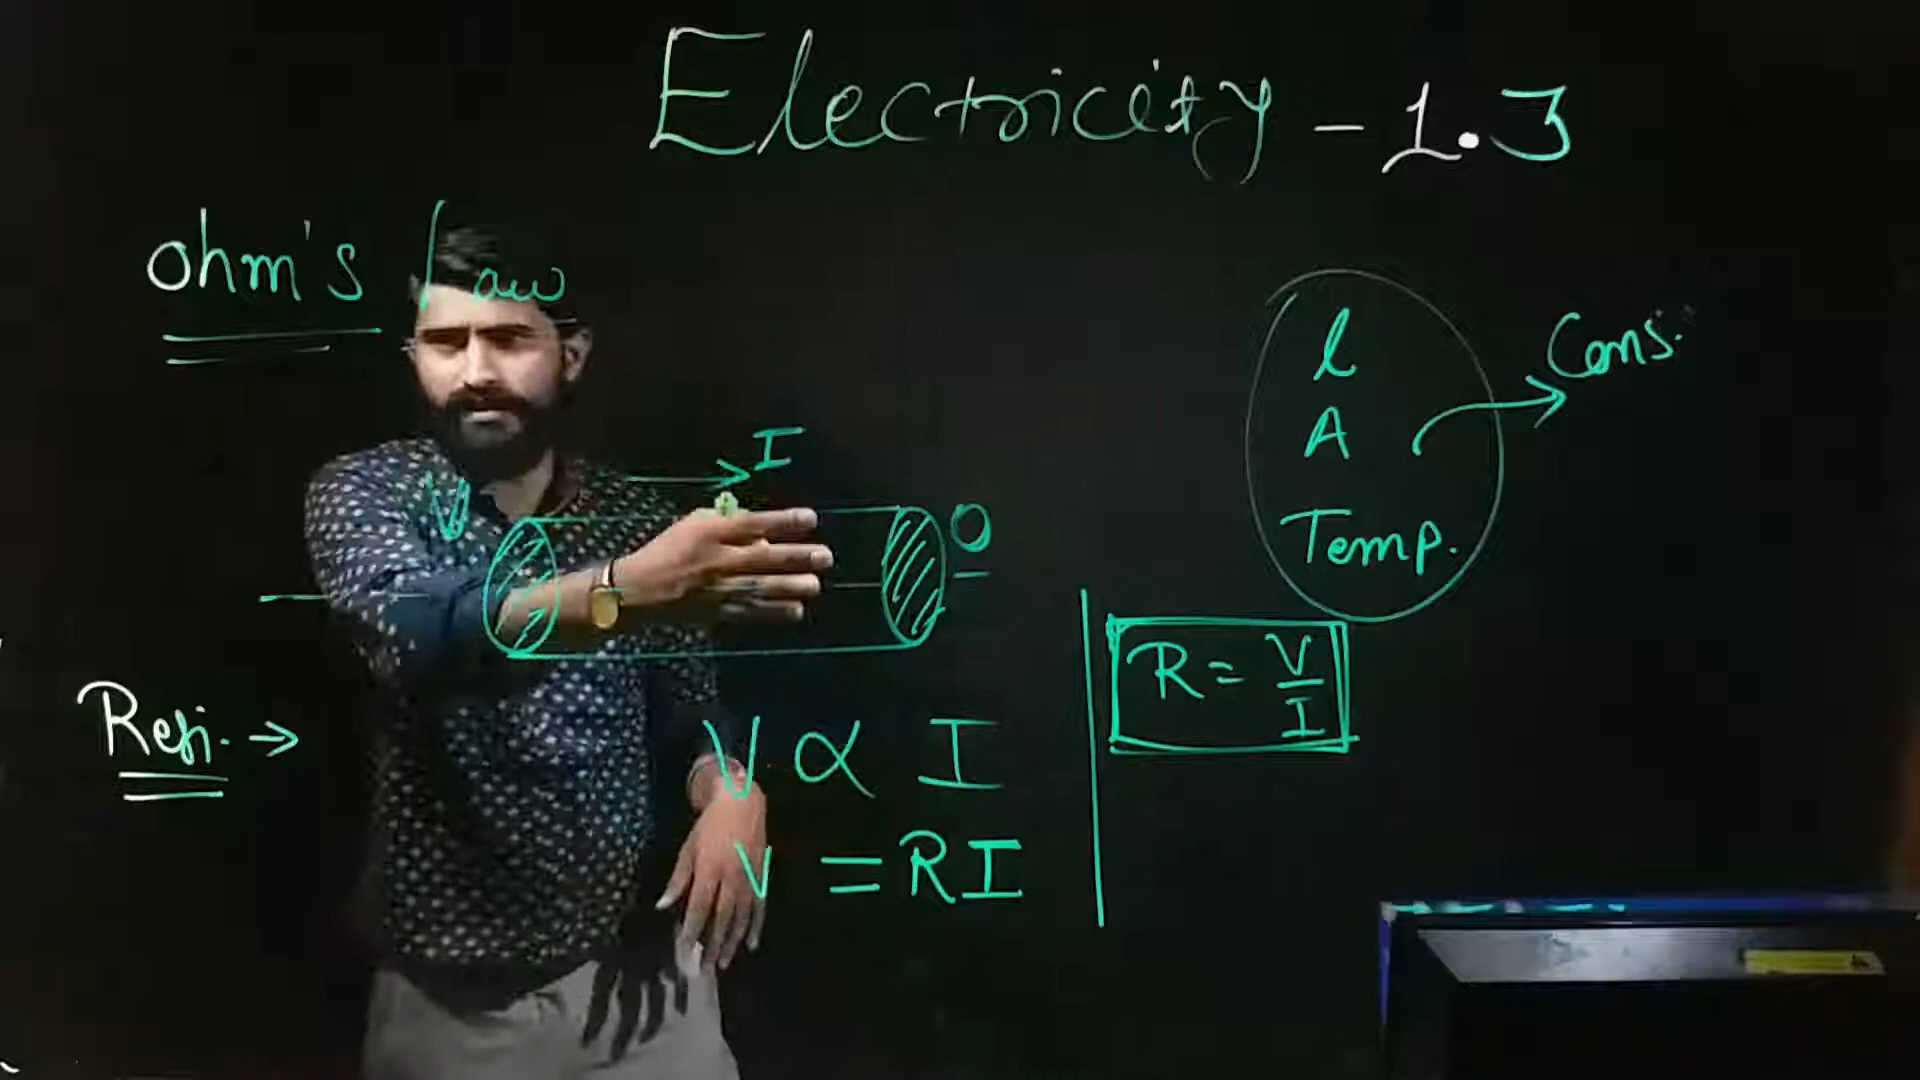 Electricity - 1.3
ohm's Law
l
A
Temp.
Cons.
I
V
O
Resi. →
R = V/I
V ∝ I
V = RI